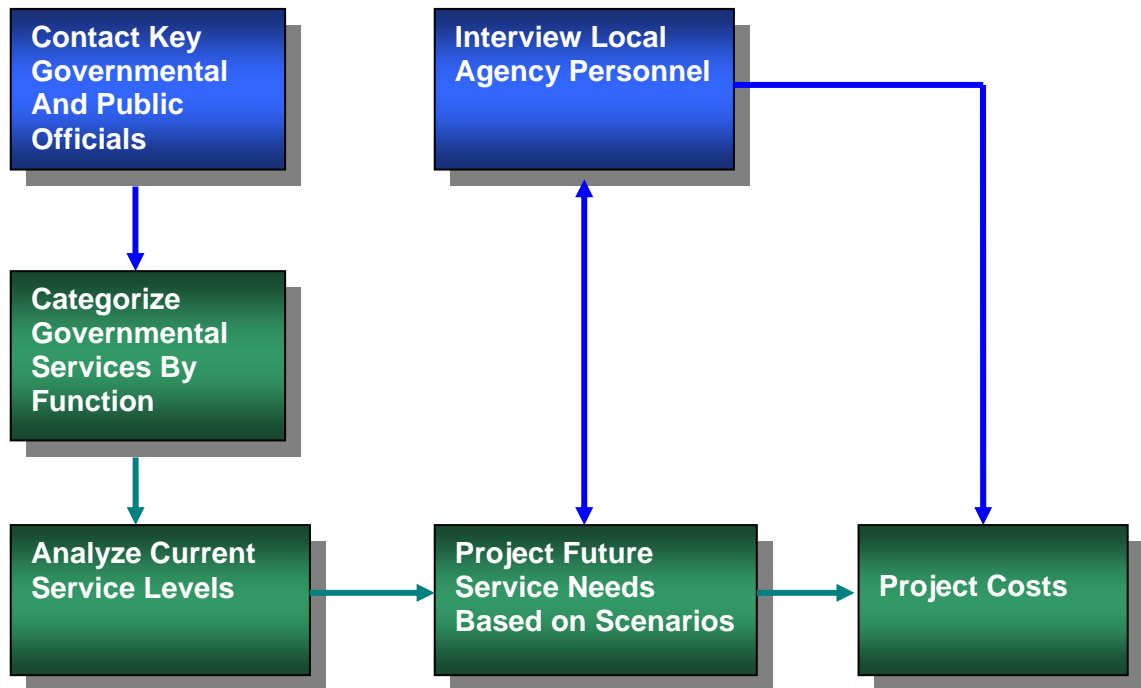 Contact Key
Governmental
And Public
Officials
Interview Local
Agency Personnel
Categorize
Governmental
Services By
Function
Analyze Current
Service Levels
Project Future
Service Needs
Based on Scenarios
Project Costs